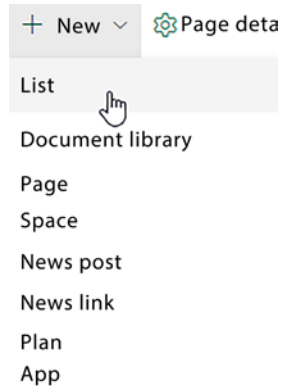 New Page deta
List
Document library
Page
Space
News post
News link
Plan
App